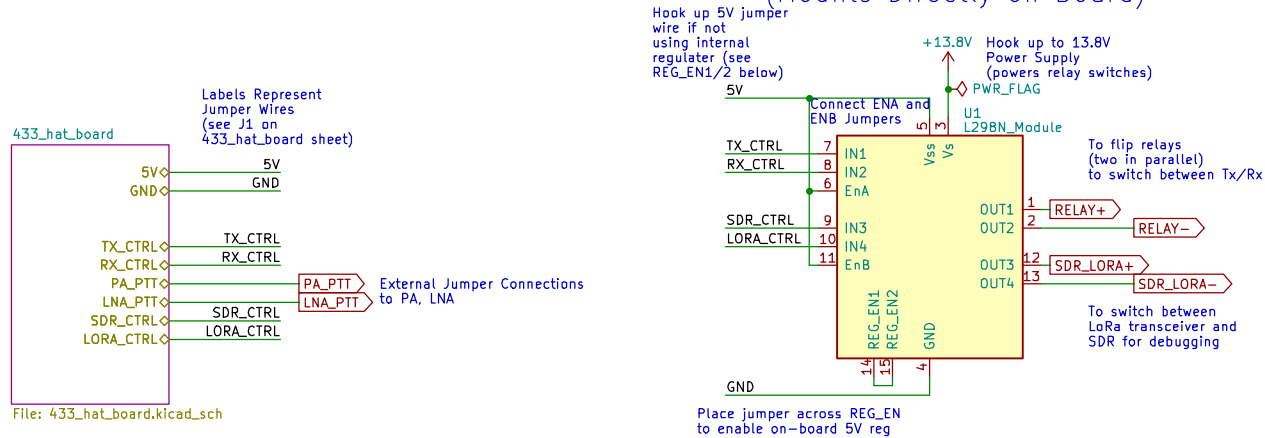 (Mounts Directly on Board)
Hook up 5V jumper
wire if not
using internal
regulater (see
REG_EN1/2 below)
+13.8V
Hook up to 13.8V
Power Supply
(powers relay switches)
PWR_FLAG
5V
Connect ENA and
ENB Jumpers
U1
L298N_Module
Labels Represent
Jumper Wires
(see J1 on
433_hat_board sheet)
433_hat_board
5V
5V
GND
GND
TX_CTRL
TX_CTRL
RX_CTRL
RX_CTRL
PA_PTT
PA_PTT
LNA_PTT
LNA_PTT
SDR_CTRL
SDR_CTRL
LORA_CTRL
LORA_CTRL
External Jumper Connections
to PA, LNA
File: 433_hat_board.kicad_sch
5
3
Vss
Vs
TX_CTRL
7
IN1
RX_CTRL
8
IN2
6
EnA
SDR_CTRL
9
IN3
LORA_CTRL
10
IN4
11
EnB
To flip relays
(two in parallel)
to switch between Tx/Rx
OUT1
1
RELAY+
OUT2
2
RELAY-
OUT3
12
SDR_LORA+
OUT4
13
SDR_LORA-
To switch between
LoRa transceiver and
SDR for debugging
REG_EN1
REG_EN2
GND
14
15
4
GND
Place jumper across REG_EN
to enable on-board 5V reg